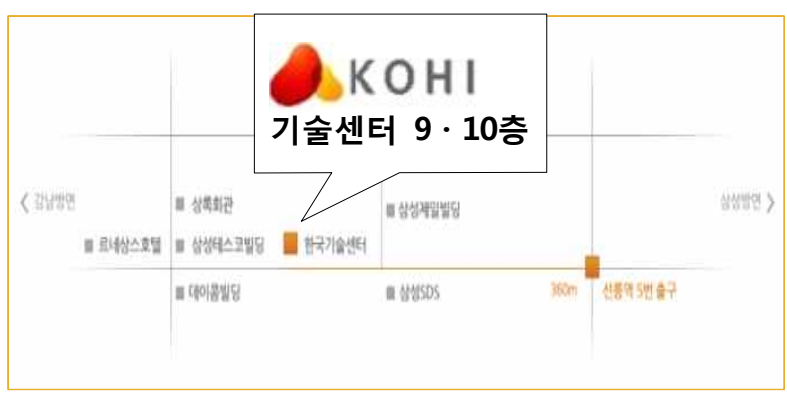 KOHI
기술센터 9 · 10층
< 강남방면
■ 상록회관
■ 삼성제일빌딩
삼성방면 >
■ 르네상스호텔
■ 삼성테스코빌딩
한국기술센터
■ 데이콤빌딩
■ 삼성SDS
360m
선릉역 5번 출구